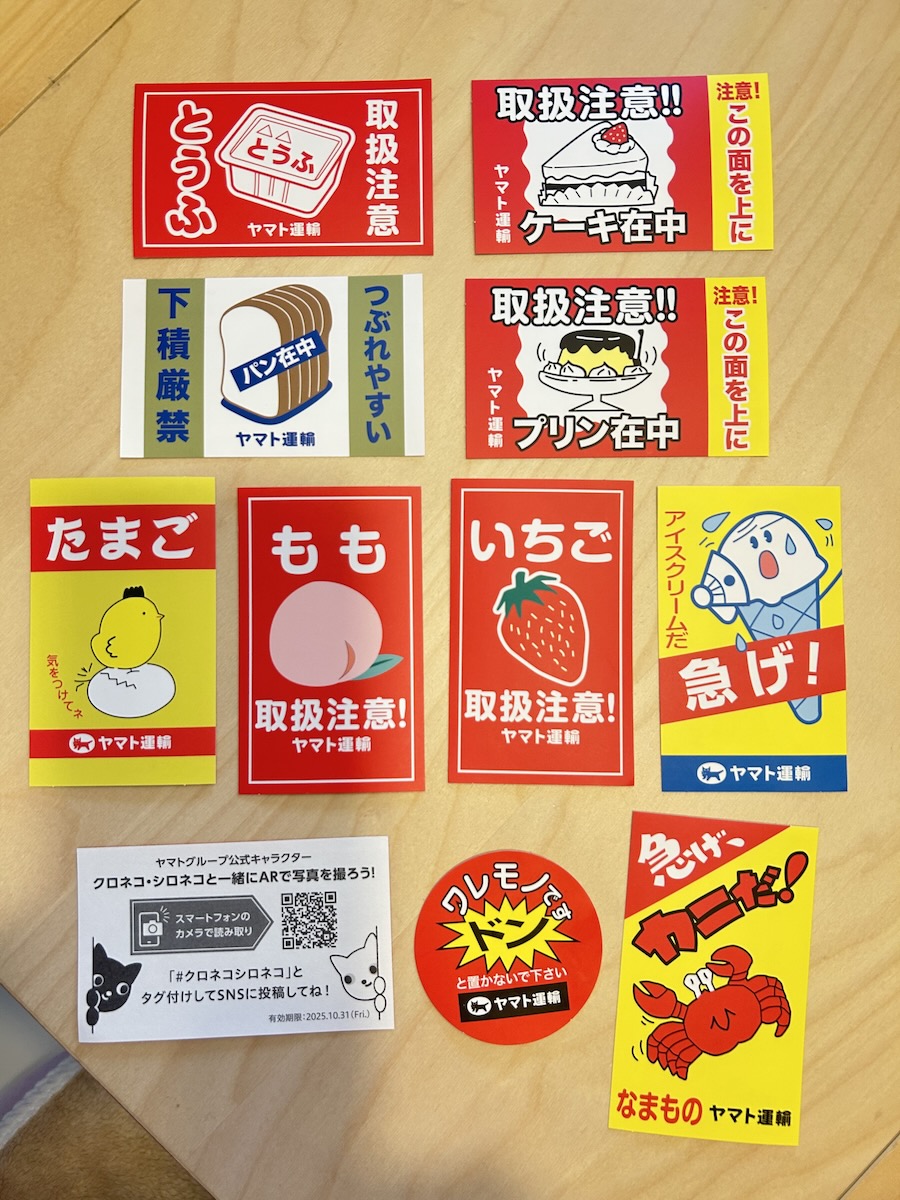 とうふ
とうふ
取扱注意
ヤマト運輸
取扱注意!!
ヤマト運輸
ケーキ在中
注意!
この面を上に
下積厳禁
パン在中
つぶれやすい
ヤマト運輸
取扱注意!!
ヤマト運輸
プリン在中
注意!
この面を上に
たまご
気をつけてネ
ヤマト運輸
もも
取扱注意!
ヤマト運輸
いちご
取扱注意!
ヤマト運輸
アイスクリームだ
急げ!
ヤマト運輸
ヤマトグループ公式キャラクター
クロネコ・シロネコと一緒にARで写真を撮ろう!
スマートフォンの
カメラで読み取り
「#クロネコシロネコ」と
タグ付けしてSNSに投稿してね!
有効期限:2025.10.31(Fri.)
ワレモノです
ドン
と置かないで下さい
ヤマト運輸
急げ、
カニだ!
なまもの ヤマト運輸